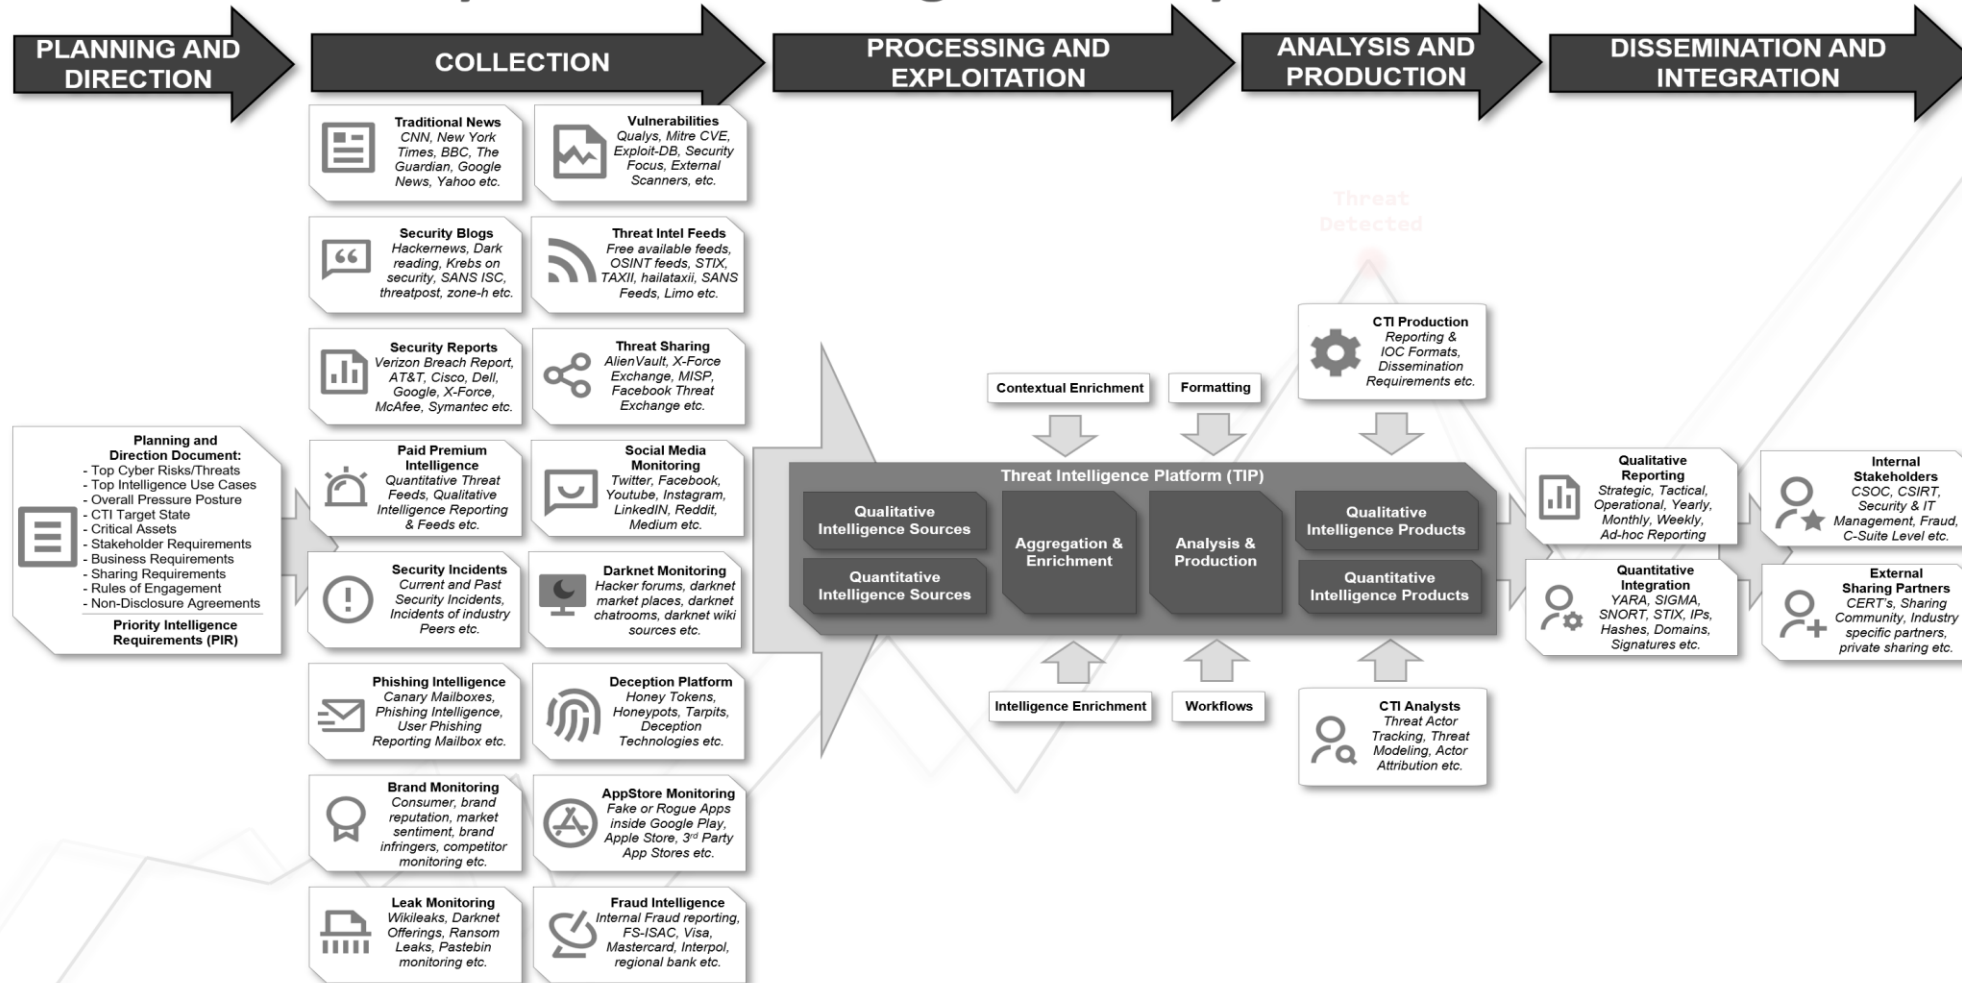 PLANNING AND
DIRECTION
COLLECTION
PROCESSING AND
EXPLOITATION
ANALYSIS AND
PRODUCTION
DISSEMINATION AND
INTEGRATION
Planning and
Direction Document:
- Top Cyber Risks/Threats
- Top Intelligence Use Cases
- Overall Pressure Posture
- CTI Target State
- Critical Assets
- Stakeholder Requirements
- Business Requirements
- Sharing Requirements
- Rules of Engagement
- Non-Disclosure Agreements
Priority Intelligence
Requirements (PIR)
Traditional News
CNN, New York
Times, BBC, The
Guardian, Google
News, Yahoo etc.
Vulnerabilities
Qualys, Mitre CVE,
Exploit-DB, Security
Focus, External
Scanners, etc.
Security Blogs
Hackernews, Dark
reading, Krebs on
security, SANS ISC,
threatpost, zone-h etc.
Threat Intel Feeds
Free available feeds,
OSINT feeds, STIX,
TAXII, hailataxii, SANS
Feeds, Limo etc.
Security Reports
Verizon Breach Report,
AT&T, Cisco, Dell,
Google, X-Force,
McAfee, Symantec etc.
Threat Sharing
AlienVault, X-Force
Exchange, MISP,
Facebook Threat
Exchange etc.
Paid Premium
Intelligence
Quantitative Threat
Feeds, Qualitative
Intelligence Reporting
& Feeds etc.
Social Media
Monitoring
Twitter, Facebook,
Youtube, Instagram,
LinkedIN, Reddit,
Medium etc.
Security Incidents
Current and Past
Security Incidents,
Incidents of industry
Peers etc.
Darknet Monitoring
Hacker forums, darknet
market places, darknet
chatrooms, darknet wiki
sources etc.
Phishing Intelligence
Canary Mailboxes,
Phishing Intelligence,
User Phishing
Reporting Mailbox etc.
Deception Platform
Honey Tokens,
Honeypots, Tarpits,
Deception
Technologies etc.
Brand Monitoring
Consumer, brand
reputation, market
sentiment, brand
infringers, competitor
monitoring etc.
AppStore Monitoring
Fake or Rogue Apps
inside Google Play,
Apple Store, 3rd Party
App Stores etc.
Leak Monitoring
Wikileaks, Darknet
Offerings, Ransom
Leaks, Pastebin
monitoring etc.
Fraud Intelligence
Internal Fraud reporting,
FS-ISAC, Visa,
Mastercard, Interpol,
regional bank etc.
Threat
Detected
CTI Production
Reporting &
IOC Formats,
Dissemination
Requirements etc.
Contextual Enrichment
Formatting
Threat Intelligence Platform (TIP)
Qualitative
Intelligence Sources
Quantitative
Intelligence Sources
Aggregation &
Enrichment
Analysis &
Production
Qualitative
Intelligence Products
Quantitative
Intelligence Products
Intelligence Enrichment
Workflows
CTI Analysts
Threat Actor
Tracking, Threat
Modeling, Actor
Attribution etc.
Qualitative
Reporting
Strategic, Tactical,
Operational, Yearly,
Monthly, Weekly,
Ad-hoc Reporting
Quantitative
Integration
YARA, SIGMA,
SNORT, STIX, IPs,
Hashes, Domains,
Signatures etc.
Internal
Stakeholders
CSOC, CSIRT,
Security & IT
Management, Fraud,
C-Suite Level etc.
External
Sharing Partners
CERT's, Sharing
Community, Industry
specific partners,
private sharing etc.